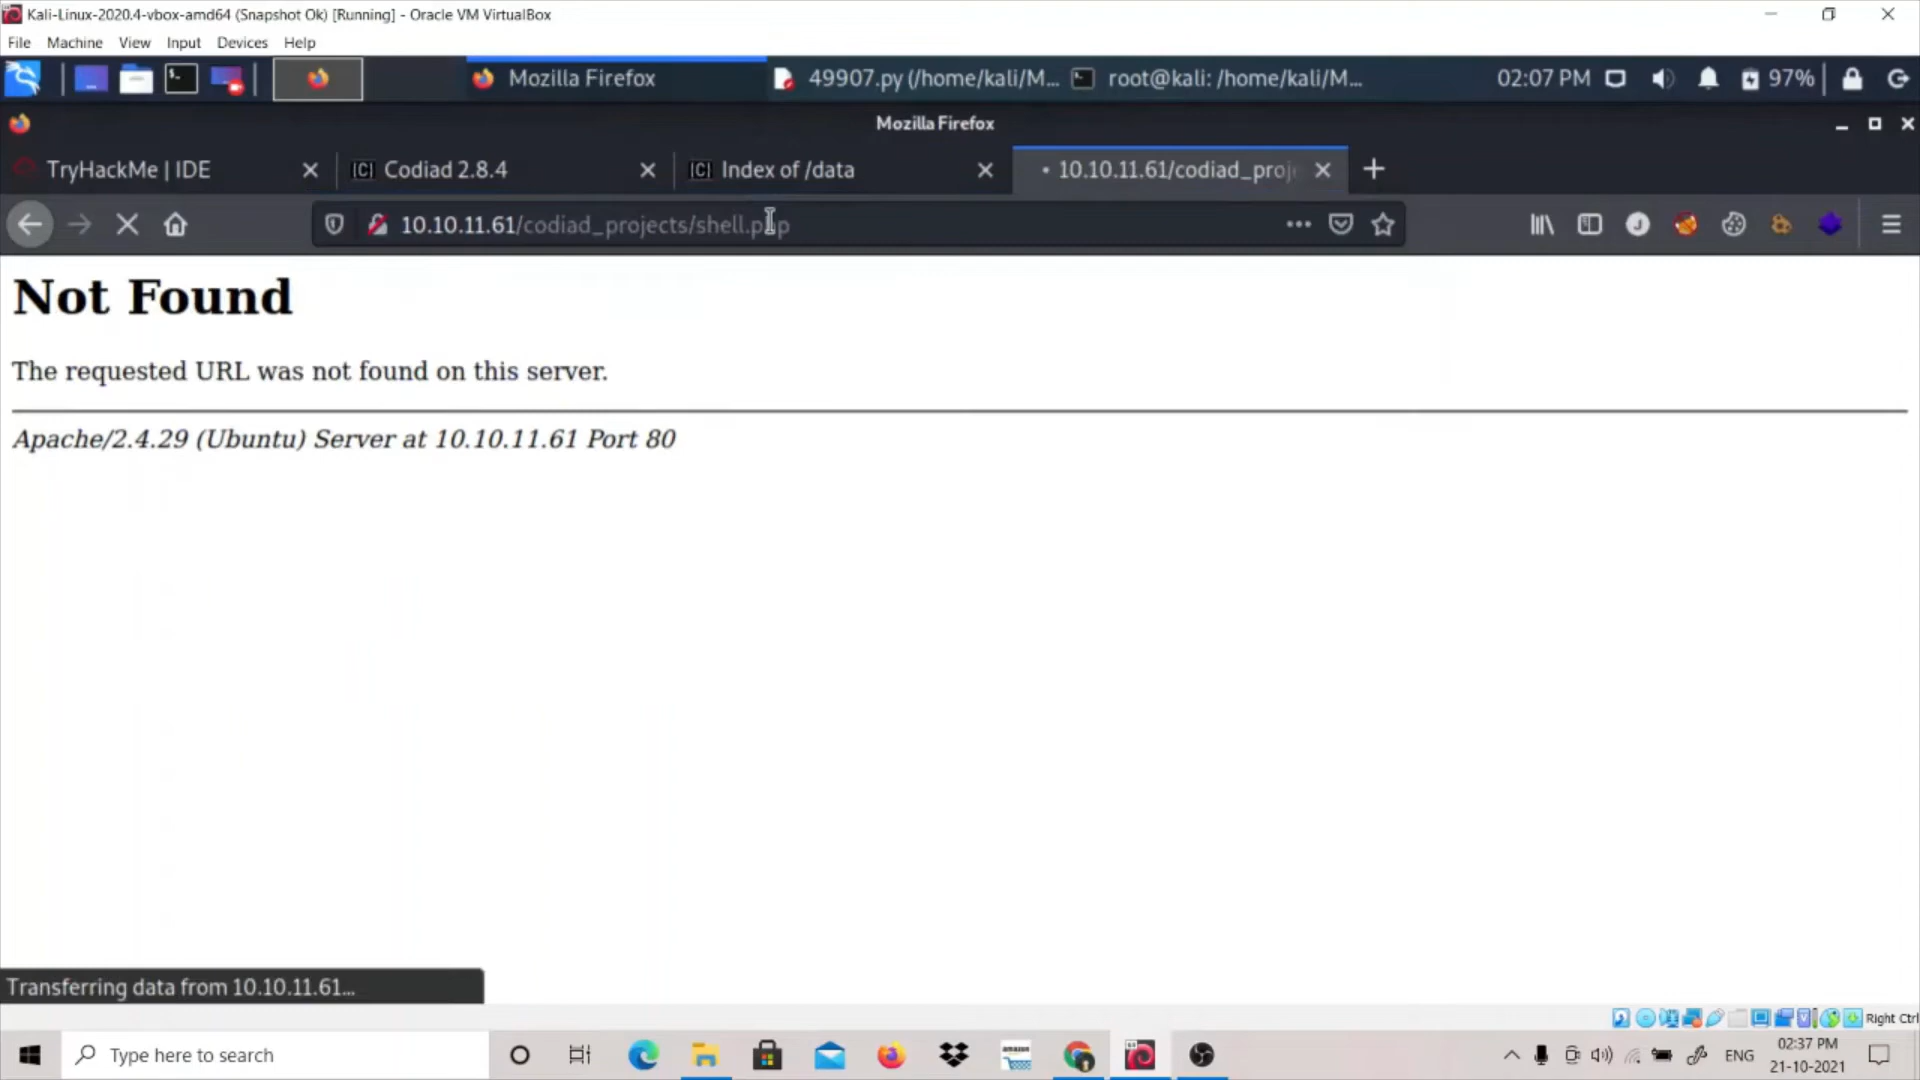 Kali-Linux-2020.4-vbox-amd64 (Snapshot Ok) [Running] - Oracle VM VirtualBox
File Machine View Input Devices Help
Mozilla Firefox 49907.py (/home/kali/M... root@kali: /home/kali/M... 02:07 PM 97%
Mozilla Firefox
TryHackMe | IDE Codiad 2.8.4 Index of /data 10.10.11.61/codiad_proj
10.10.11.61/codiad_projects/shell.php
Not Found
The requested URL was not found on this server.
Apache/2.4.29 (Ubuntu) Server at 10.10.11.61 Port 80
Transferring data from 10.10.11.61...
Right Ctrl
Type here to search amazon ENG 02:37 PM
21-10-2021